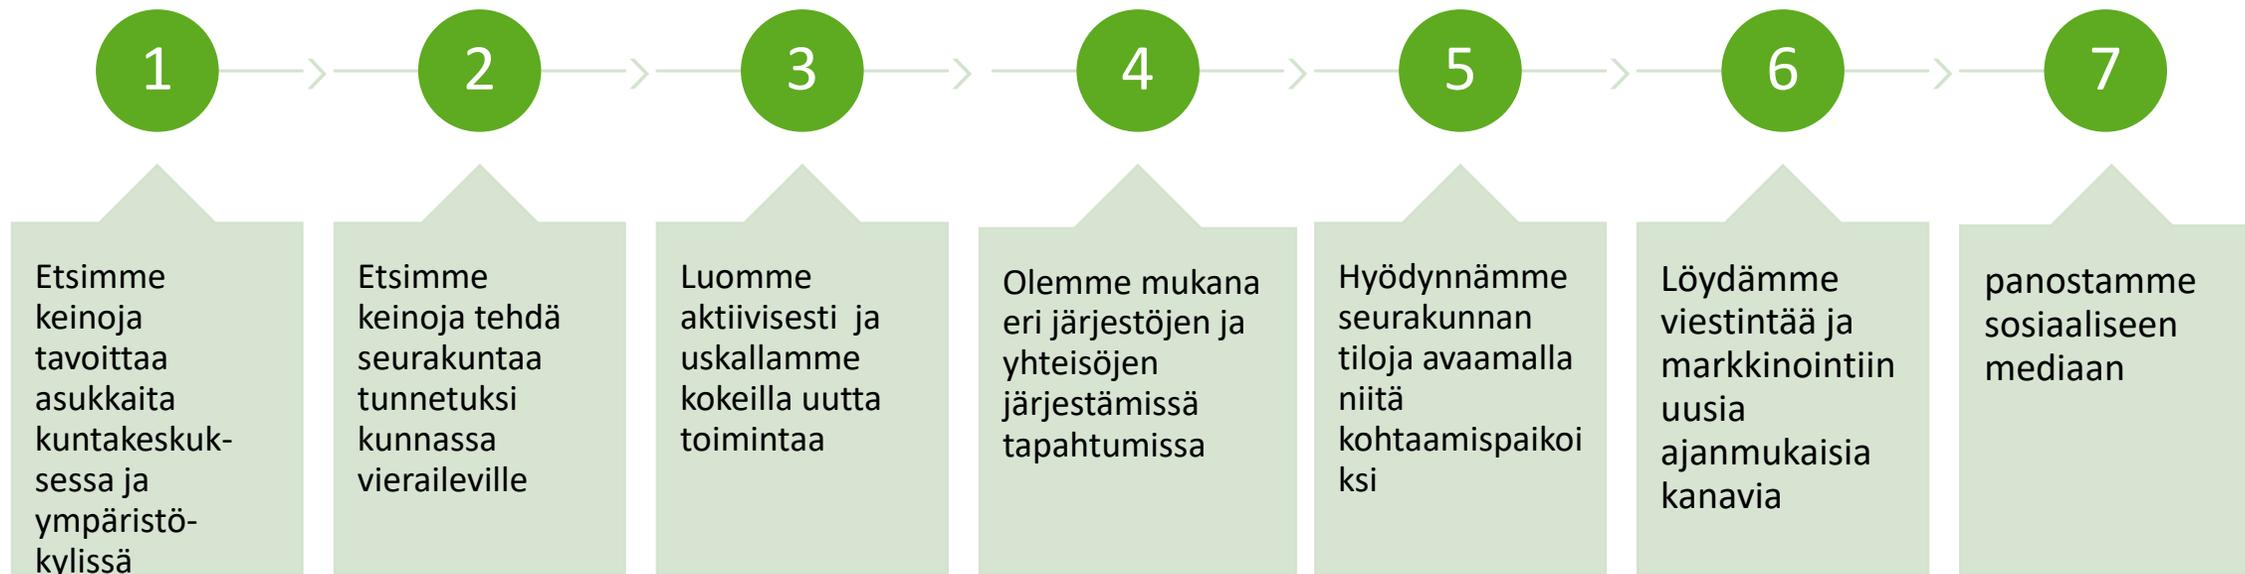 1
2
3
4
5
6
7
Etsimme
keinoja
tavoittaa
asukkaita
kuntakeskuk-
sessa ja
ympäristö-
kylissä
Etsimme
keinoja tehdä
seurakuntaa
tunnetuksi
kunnassa
vieraileville
Luomme
aktiivisesti  ja
uskallamme
kokeilla uutta
toimintaa
Olemme mukana
eri järjestöjen ja
yhteisöjen
järjestämissä
tapahtumissa
Hyödynnämme
seurakunnan
tiloja avaamalla
niitä
kohtaamispaikoi
ksi
Löydämme
viestintää ja
markkinointiin
uusia
ajanmukaisia
kanavia
panostamme
sosiaaliseen
mediaan